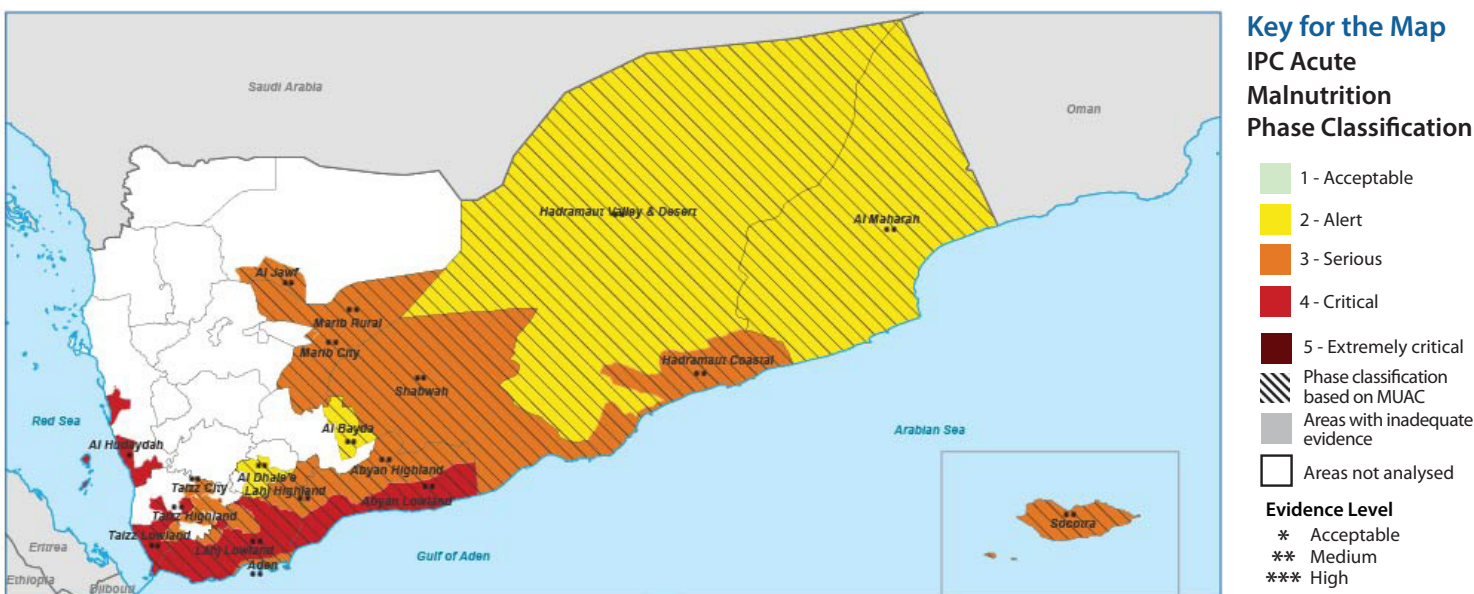 Saudi Arabia
Oman
Hadramaut Valley & Desert
Al Maharah
Al Jawf
Marib Rural
Marib City
Hadramaut Coastal
Shabwah
Red Sea
Al Bayda
Arabian Sea
Al Hudaydah
Abyan Highland
Al Dhale'e
Taizz City
Lahj Highland
Abyan Lowland
Taizz Highland
Socotra
Taizz Lowland
Eritrea
Lahj Lowland
Gulf of Aden
Aden
Ethiopia
Djibouti
Key for the Map
IPC Acute
Malnutrition
Phase Classification
1 - Acceptable
2 - Alert
3 - Serious
4 - Critical
5 - Extremely critical
Phase classification
based on MUAC
Areas with inadequate
evidence
Areas not analysed
Evidence Level
* Acceptable
** Medium
*** High